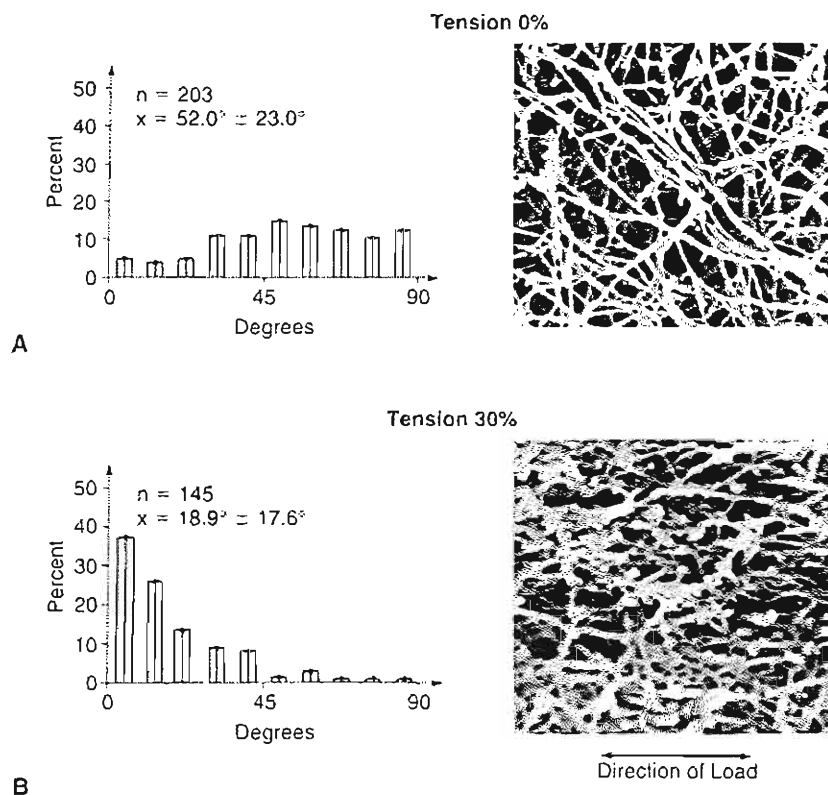 Tension 0%
50
40
30
20
10
0
Percent
n = 203
x = 52.0° ± 23.0°
0 45 90
Degrees
A
Tension 30%
50
40
30
20
10
0
Percent
n = 145
x = 18.9° ± 17.6°
0 45 90
Degrees
Direction of Load
B